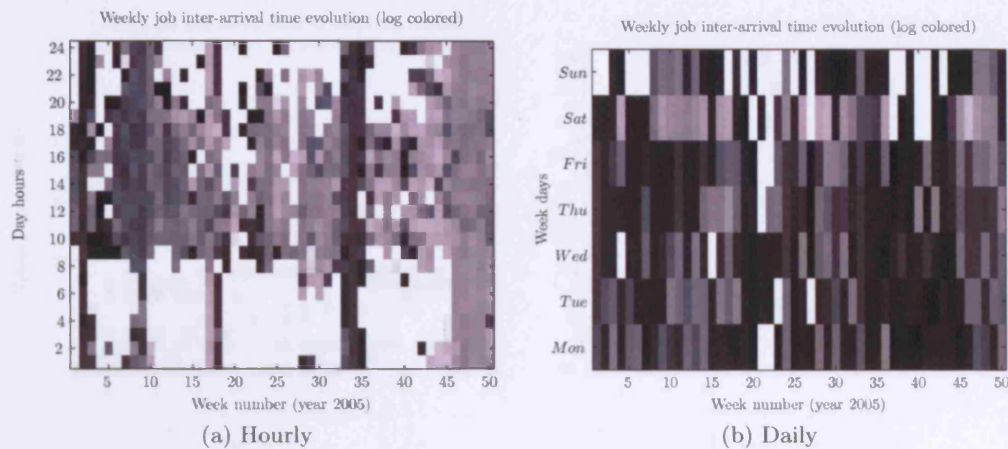 Weekly job inter-arrival time evolution (log colored)
24
22
20
18
16
14
12
10
8
6
4
2
Day hours
5 10 15 20 25 30 35 40 45 50
Week number (year 2005)
(a) Hourly
Weekly job inter-arrival time evolution (log colored)
Sun
Sat
Fri
Thu
Wed
Tue
Mon
Week days
5 10 15 20 25 30 35 40 45 50
Week number (year 2005)
(b) Daily